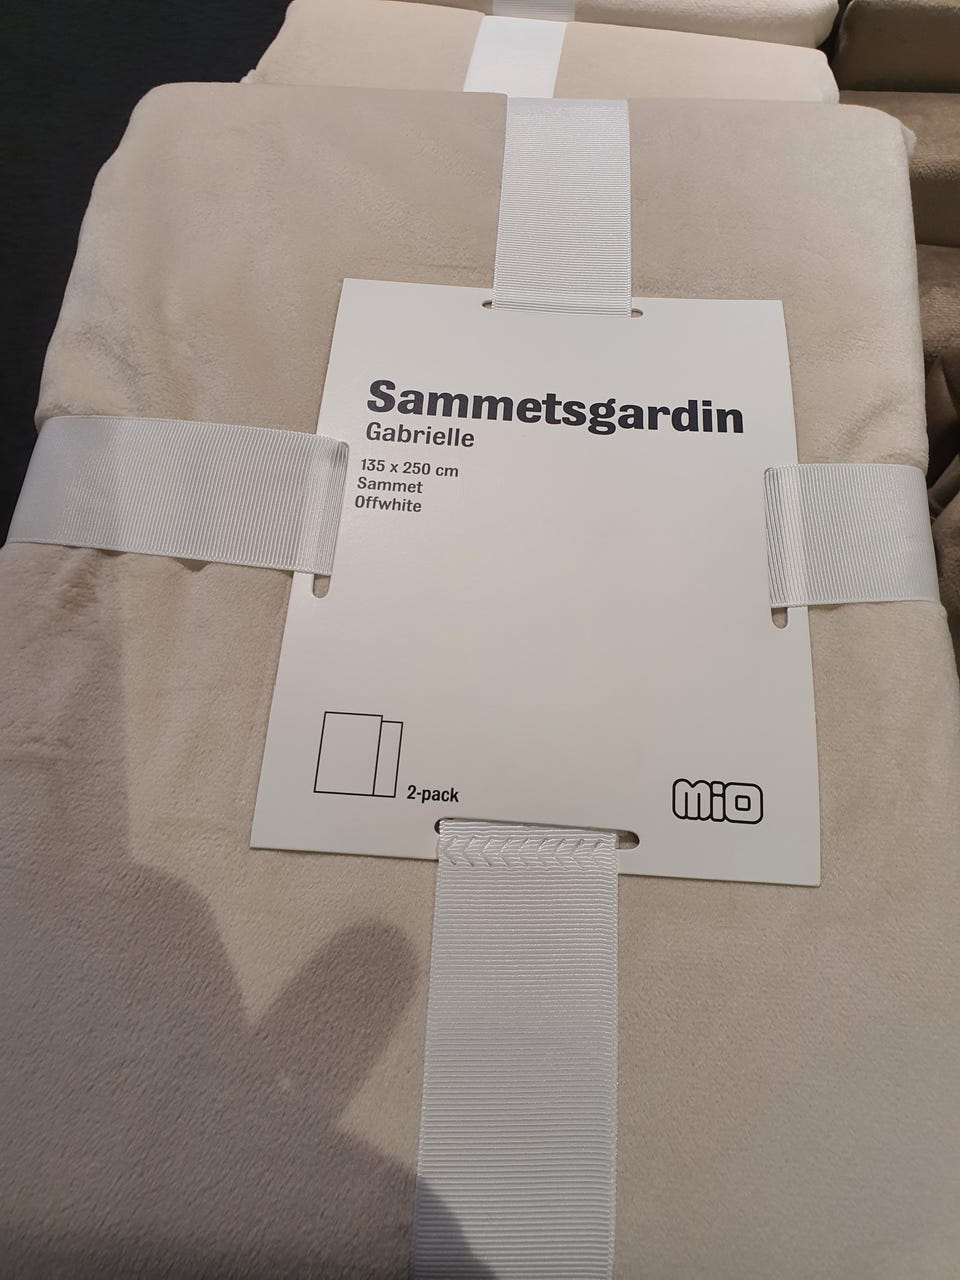 Sammetsgardin
Gabrielle
135 x 250 cm
Sammet
Offwhite
2-pack
MiO